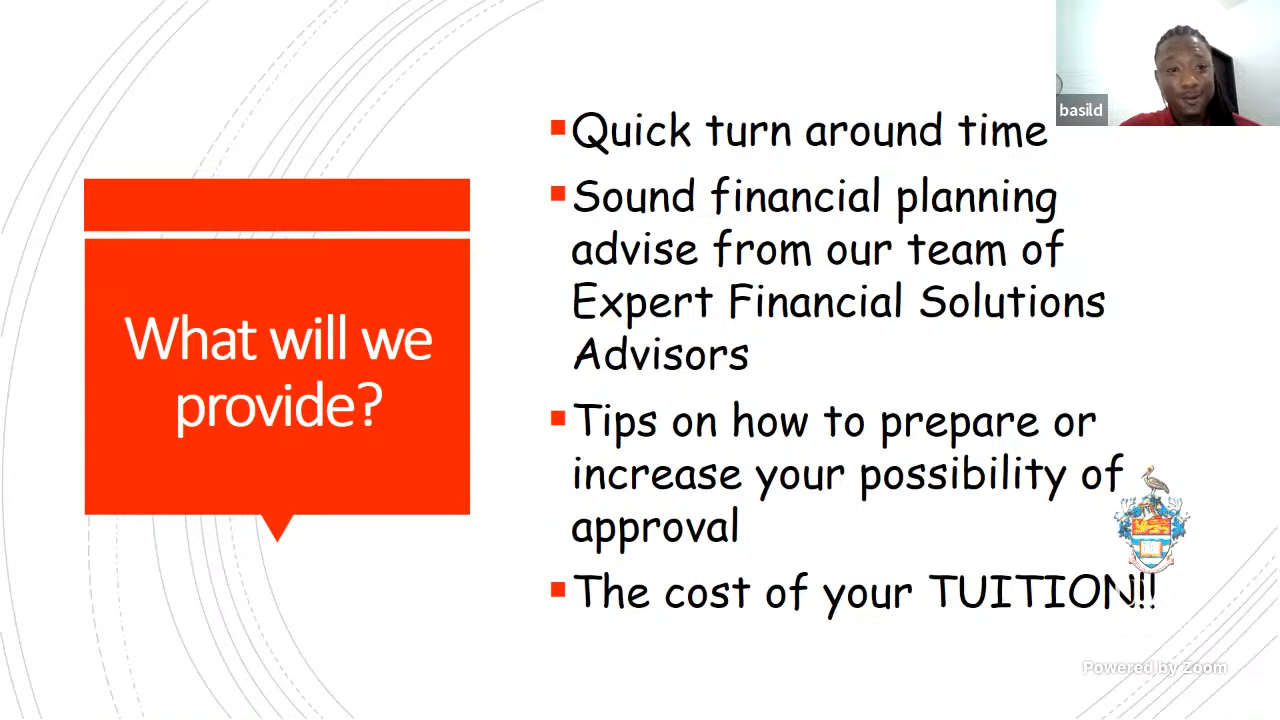 basild
Quick turn around time
Sound financial planning
advise from our team of
Expert Financial Solutions
Advisors
What will we
provide?
Tips on how to prepare or
increase your possibility of
approval
The cost of your TUITION!!
Powered by Zoom